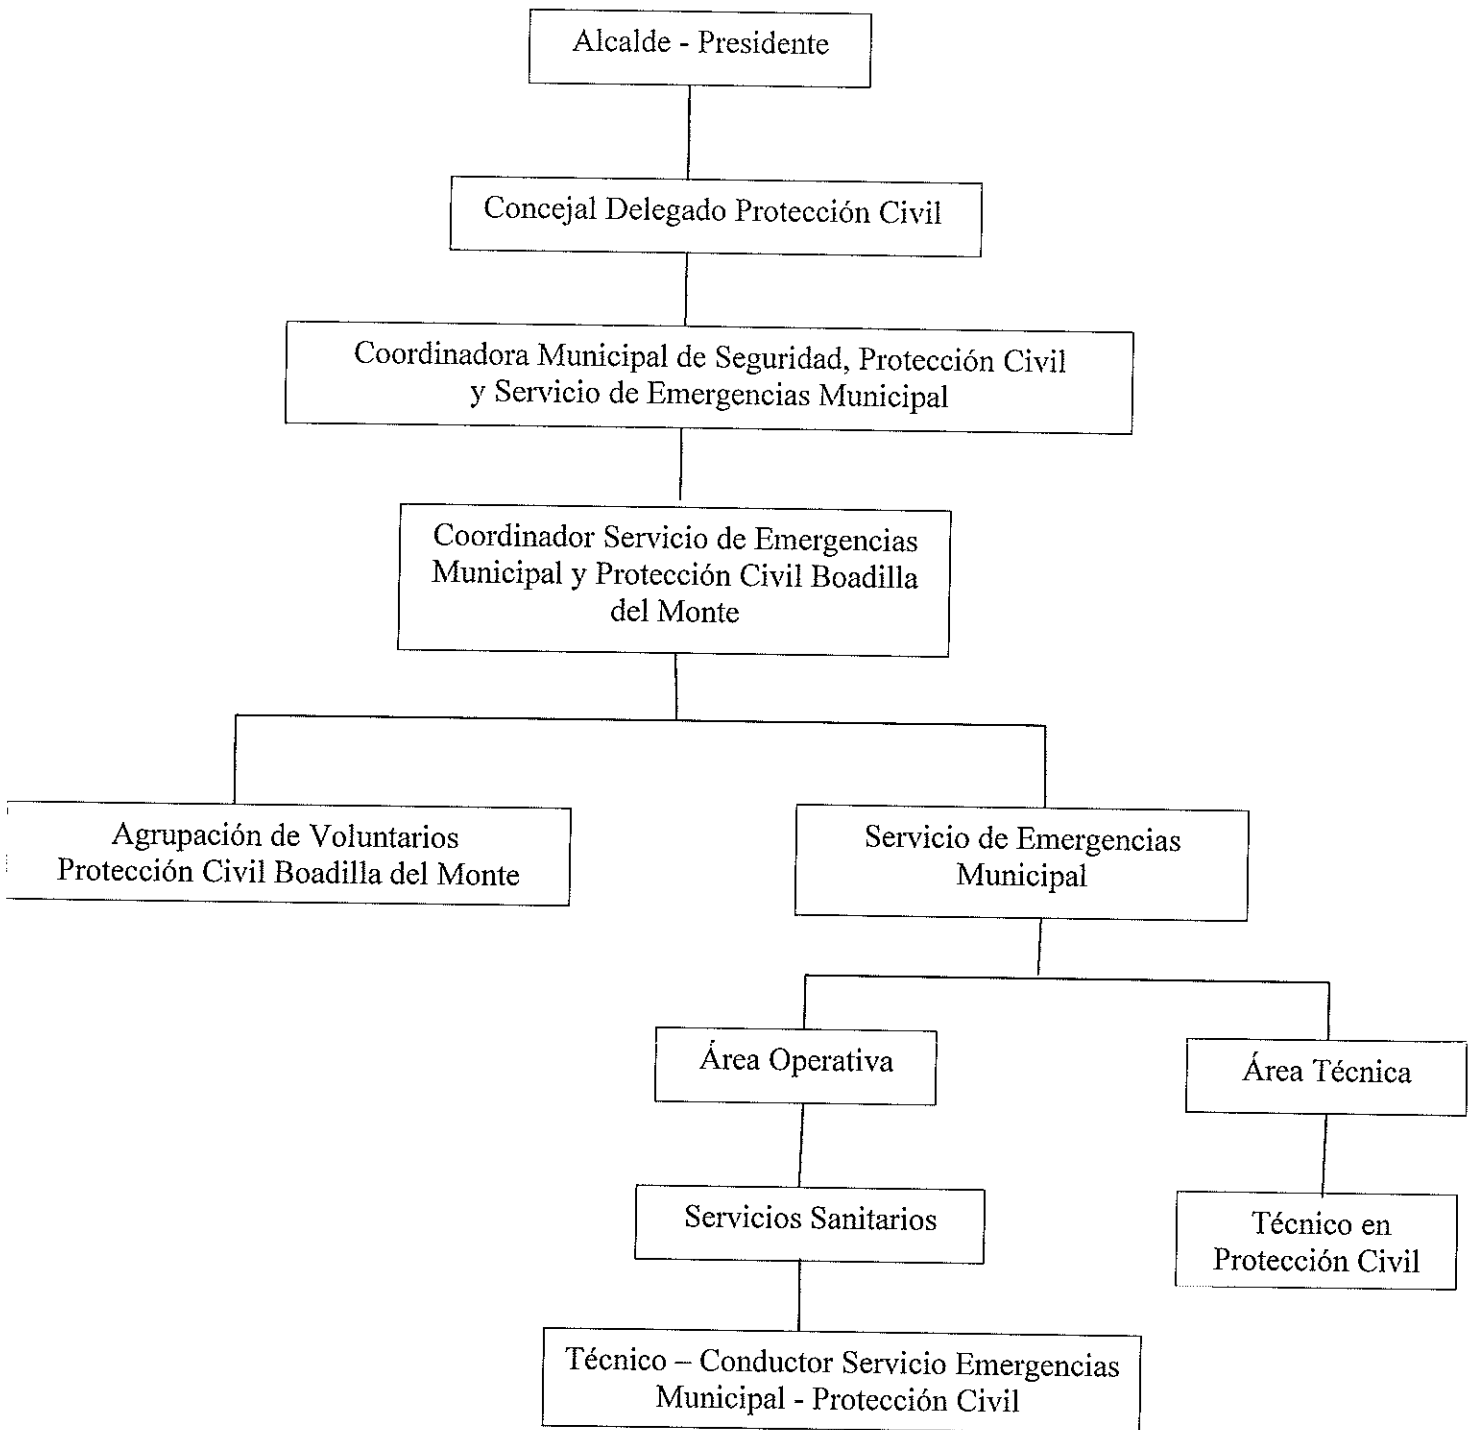 Alcalde - Presidente
Concejal Delegado Protección Civil
Coordinadora Municipal de Seguridad, Protección Civil
y Servicio de Emergencias Municipal
Coordinador Servicio de Emergencias
Municipal y Protección Civil Boadilla
del Monte
Agrupación de Voluntarios
Protección Civil Boadilla del Monte
Servicio de Emergencias
Municipal
Área Operativa
Área Técnica
Servicios Sanitarios
Técnico en
Protección Civil
Técnico – Conductor Servicio Emergencias
Municipal - Protección Civil